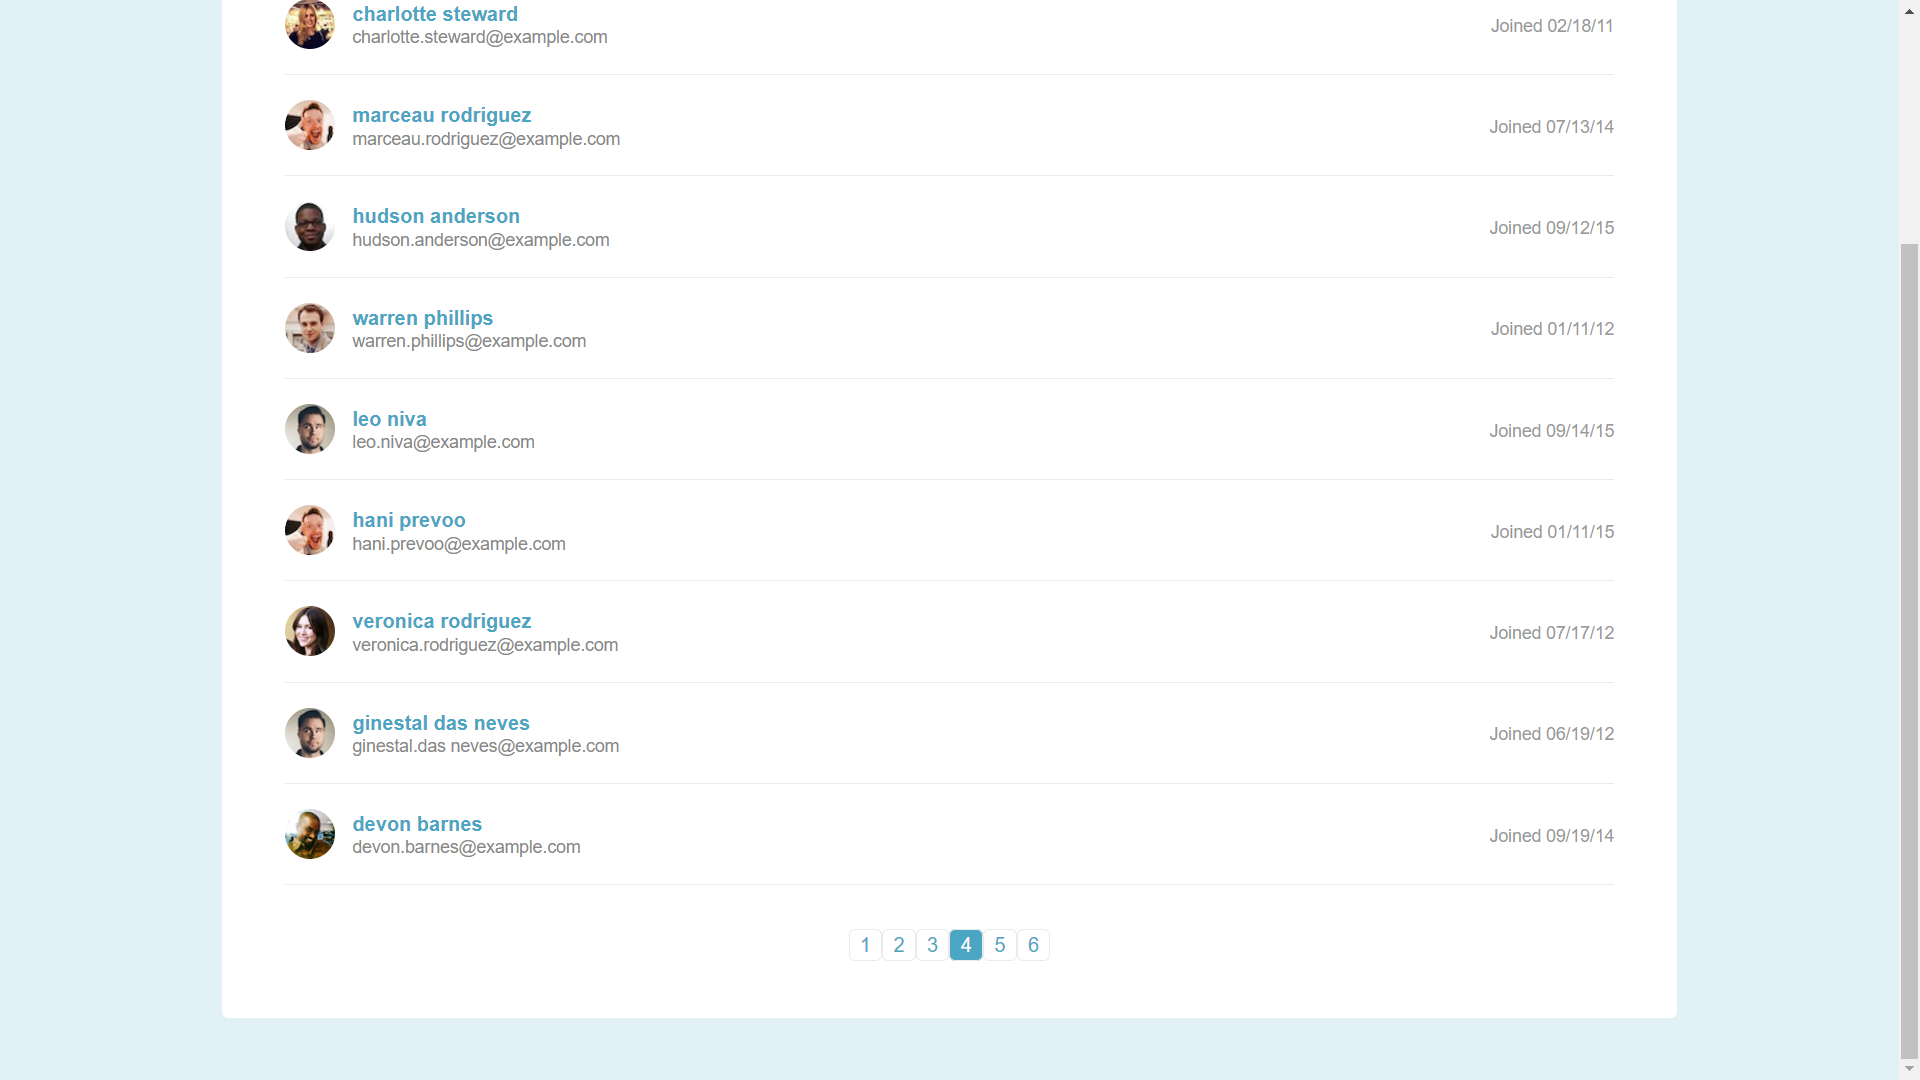 charlotte steward
charlotte.steward@example.com
Joined 02/18/11
marceau rodriguez
marceau.rodriguez@example.com
Joined 07/13/14
hudson anderson
hudson.anderson@example.com
Joined 09/12/15
warren phillips
warren.phillips@example.com
Joined 01/11/12
leo niva
leo.niva@example.com
Joined 09/14/15
hani prevoo
hani.prevoo@example.com
Joined 01/11/15
veronica rodriguez
veronica.rodriguez@example.com
Joined 07/17/12
ginestal das neves
ginestal.das neves@example.com
Joined 06/19/12
devon barnes
devon.barnes@example.com
Joined 09/19/14
1 2 3 4 5 6